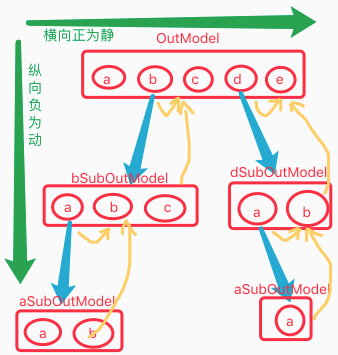 横向正为静
OutModel
a b c d e
纵向负为动
bSubOutModel
dSubOutModel
a b c
a b
aSubOutModel
aSubOutModel
a b
a